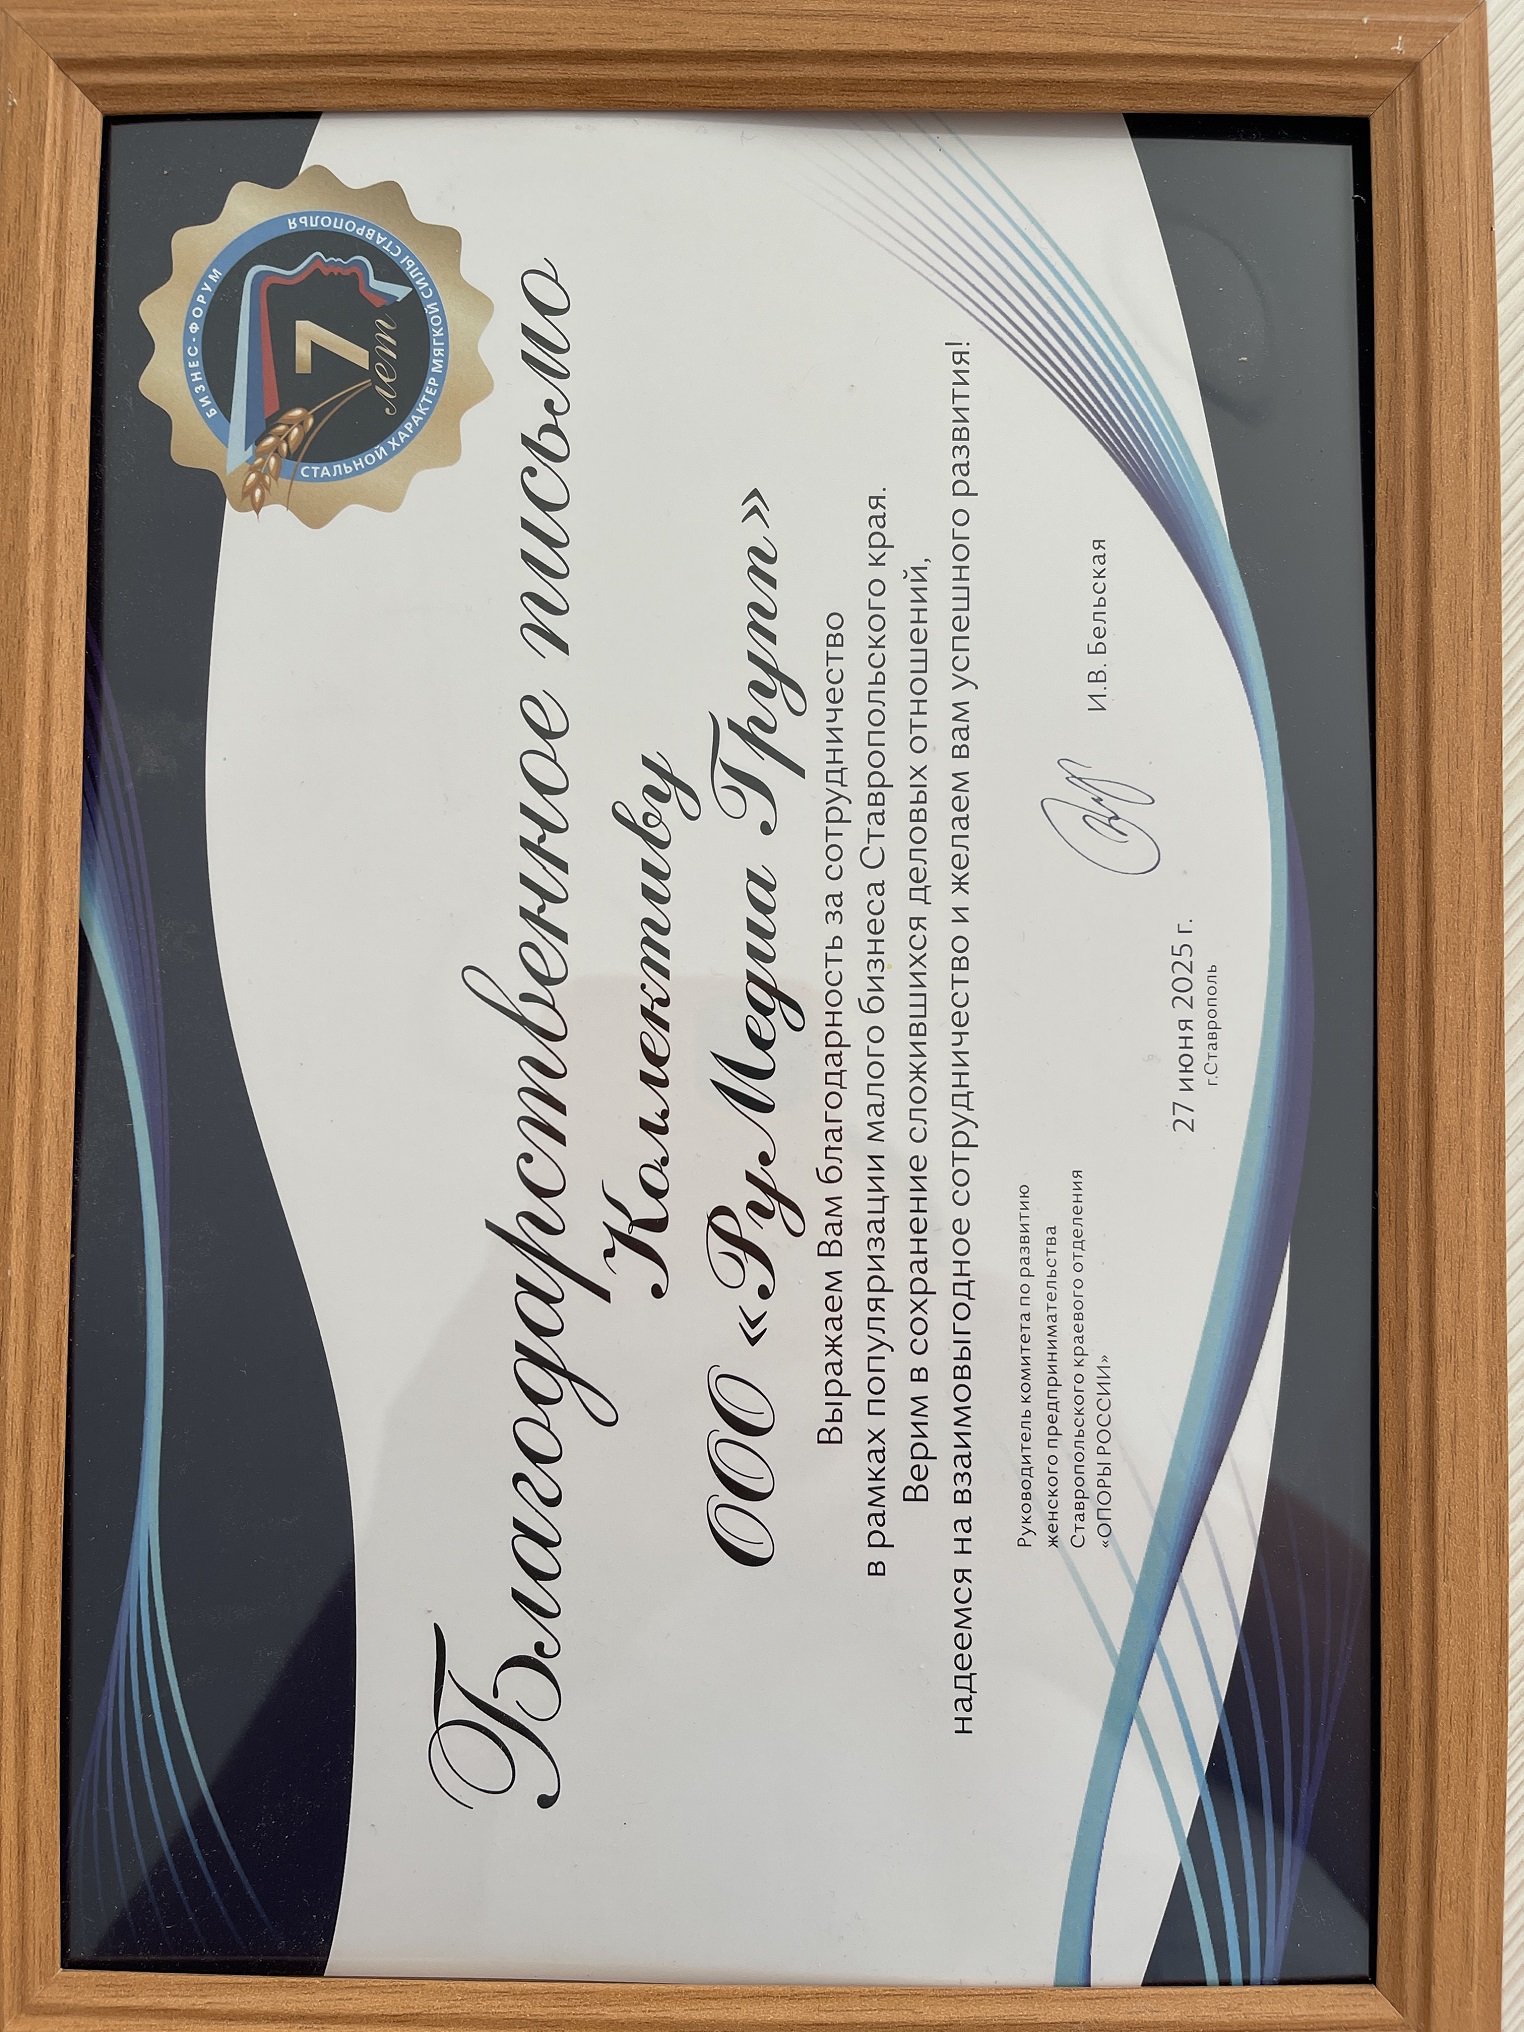 БИЗНЕС-ФОРУМ
СТАЛЬНОЙ ХАРАКТЕР МЯГКОЙ СИЛЫ СТАВРОПОЛЬЯ
7
лет
Благодарственное письмо
Коллективу
ООО «РуМедиа Групп»
Выражаем Вам благодарность за сотрудничество
в рамках популяризации малого бизнеса Ставропольского края.
Верим в сохранение сложившихся деловых отношений,
надеемся на взаимовыгодное сотрудничество и желаем вам успешного развития!
Руководитель комитета по развитию
женского предпринимательства
Ставропольского краевого отделения
«ОПОРЫ РОССИИ»
И.В. Бельская
27 июня 2025 г.
г.Ставрополь